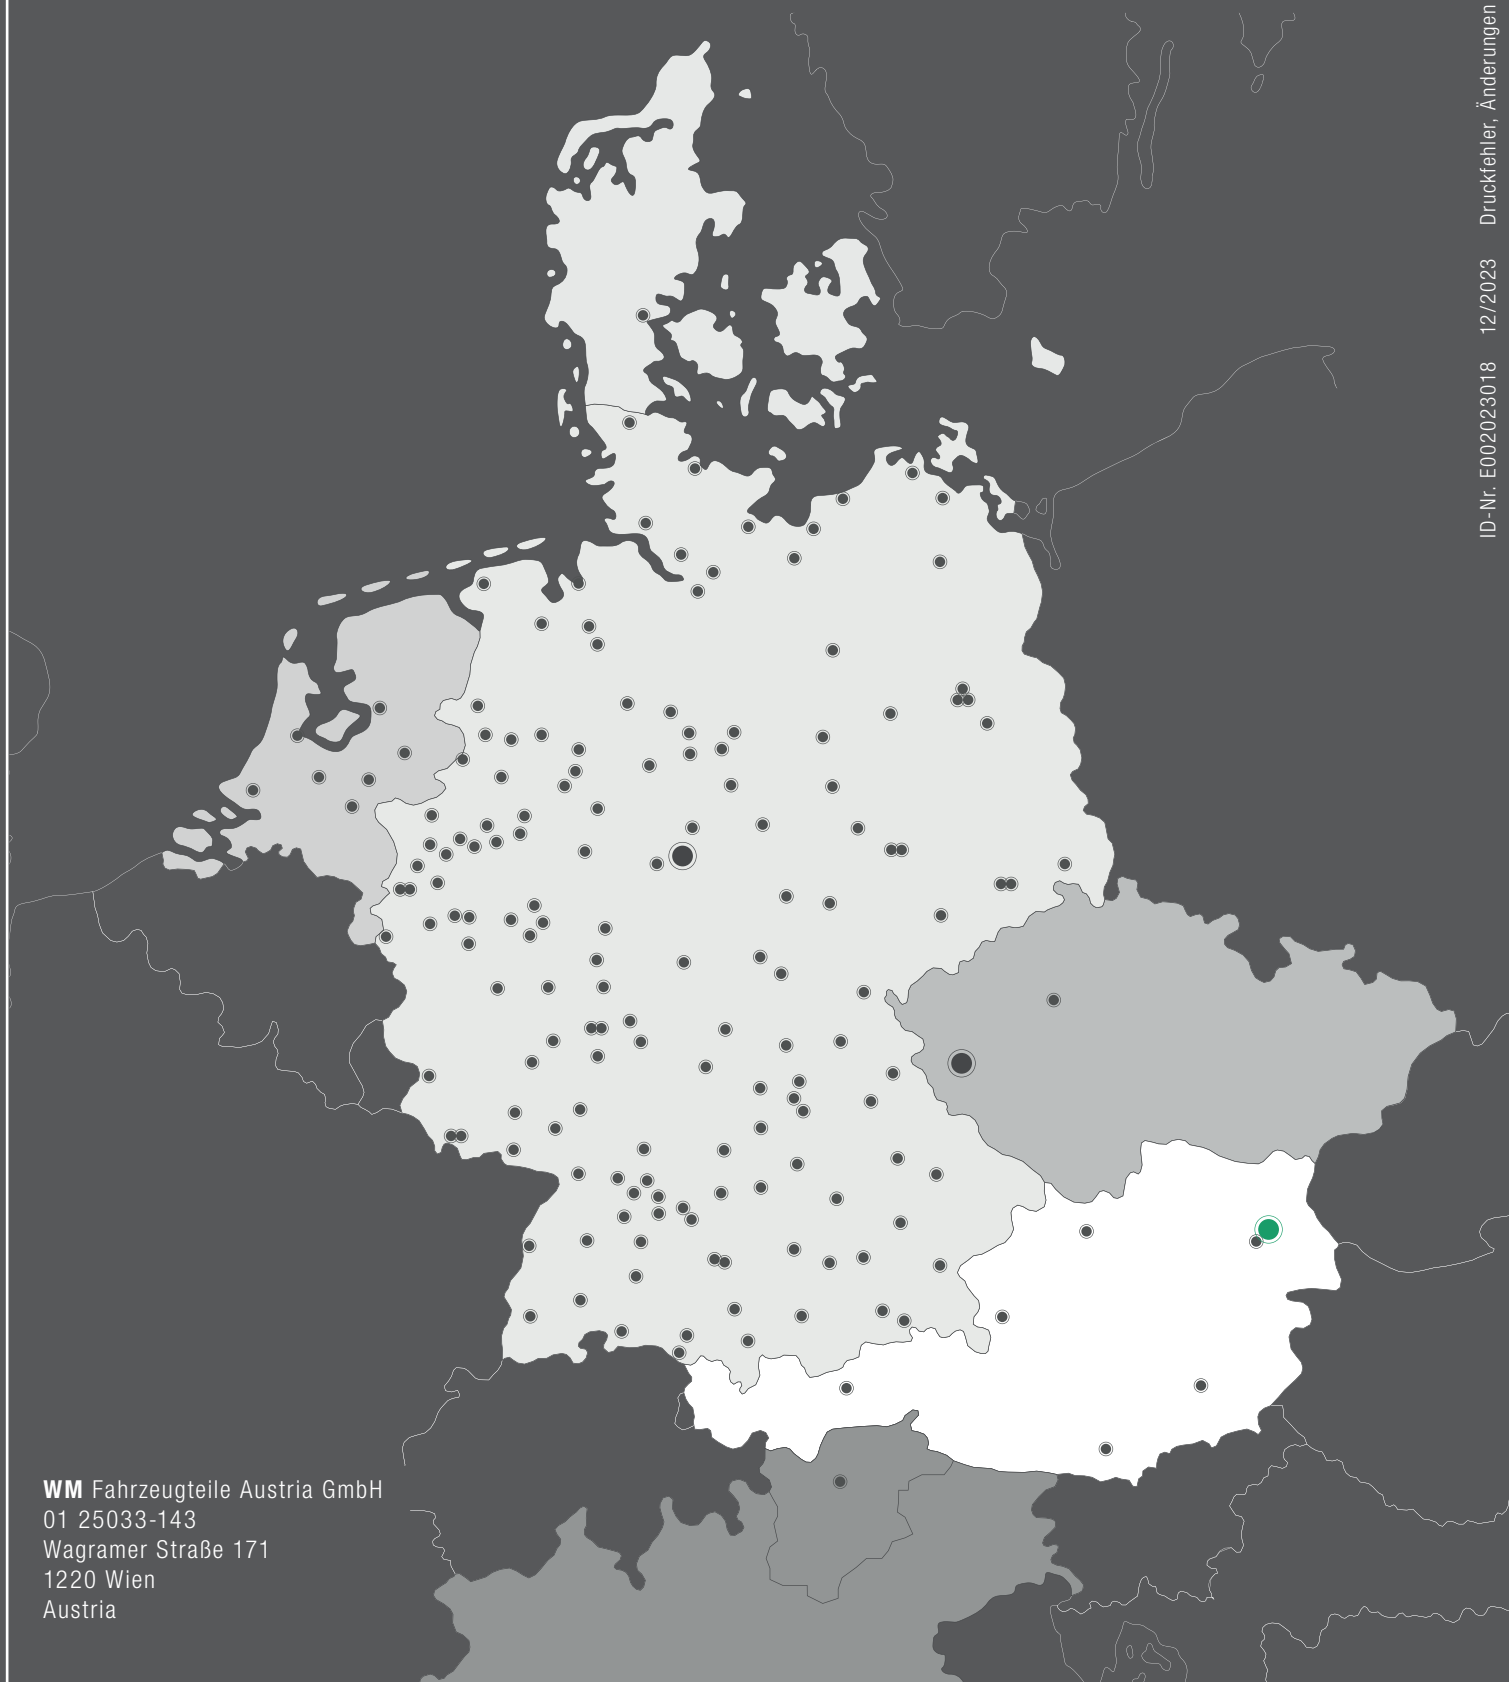 ID-Nr. E002023018 12/2023 Druckfehler, Änderungen
WM Fahrzeugteile Austria GmbH
01 25033-143
Wagramer Straße 171
1220 Wien
Austria